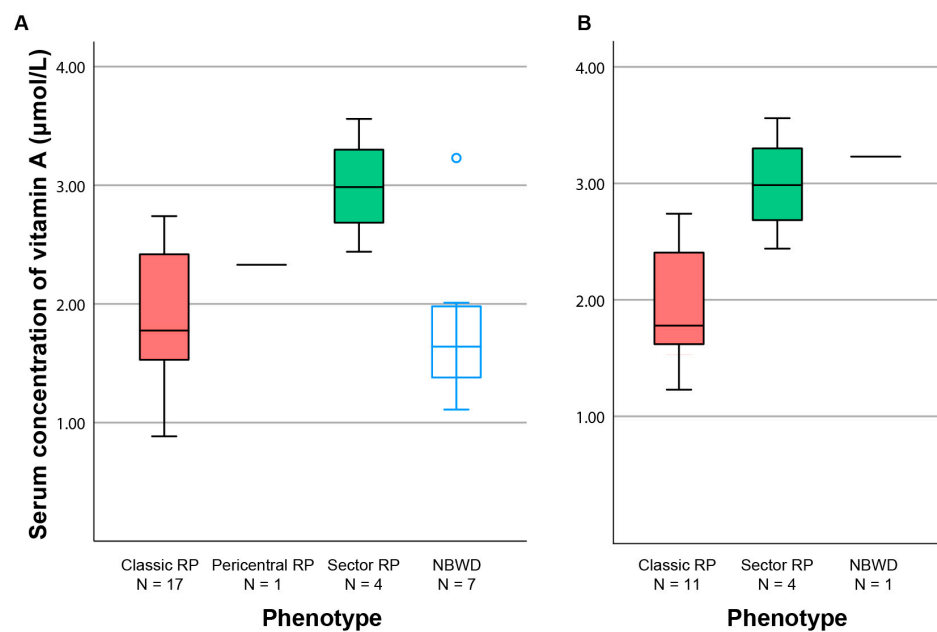 A
Serum concentration of vitamin A (μmol/L)
4.00
3.00
2.00
1.00
Classic RP
N = 17
Pericentral RP
N = 1
Sector RP
N = 4
NBWD
N = 7
Phenotype
B
4.00
3.00
2.00
1.00
Classic RP
N = 11
Sector RP
N = 4
NBWD
N = 1
Phenotype